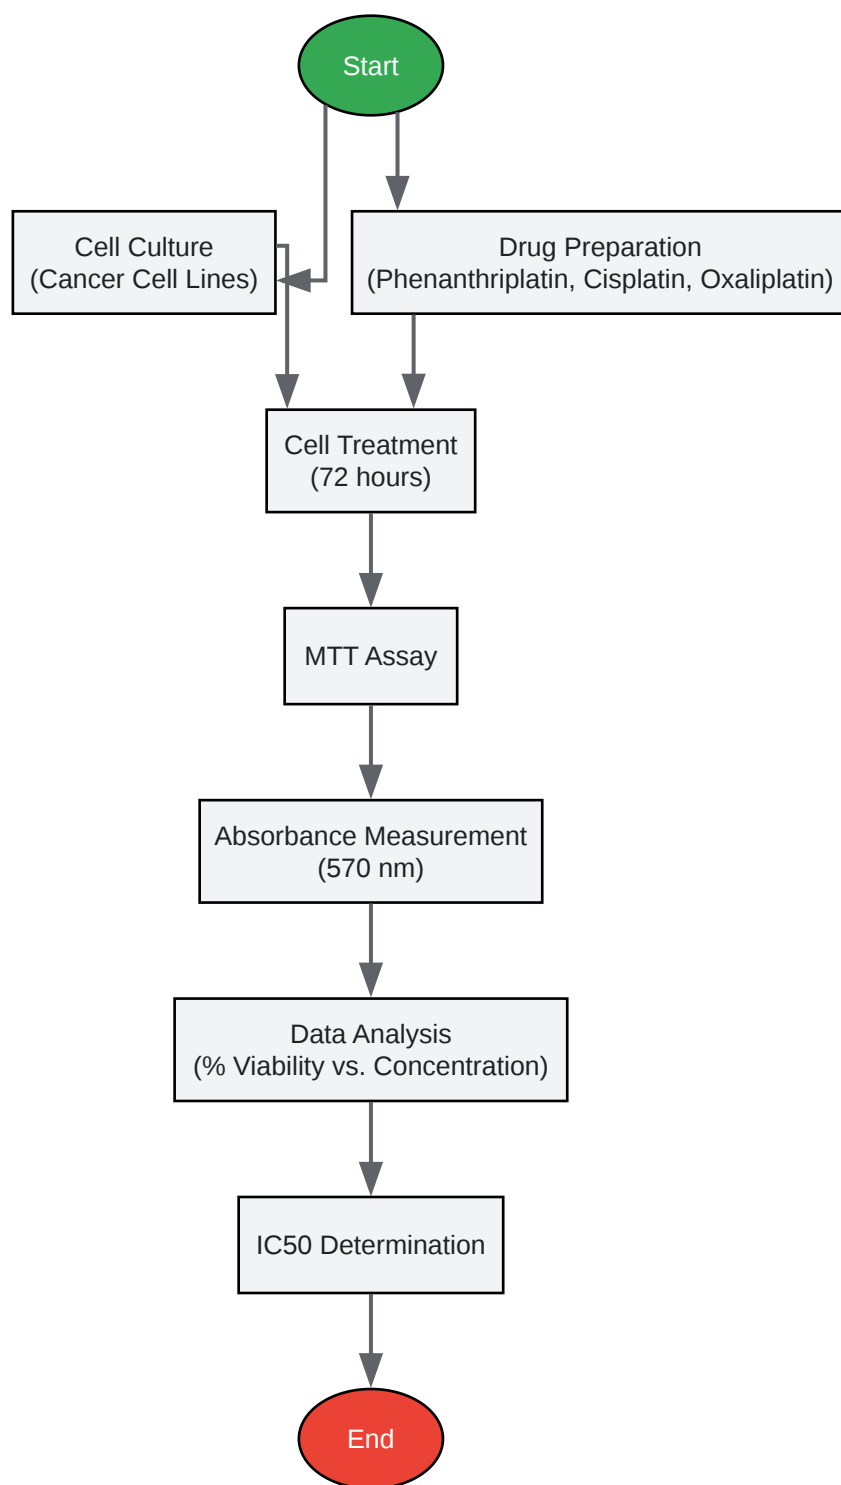 Start
Cell Culture
(Cancer Cell Lines)
Drug Preparation
(Phenanthriplatin, Cisplatin, Oxaliplatin)
Cell Treatment
(72 hours)
MTT Assay
Absorbance Measurement
(570 nm)
Data Analysis
(% Viability vs. Concentration)
IC50 Determination
End